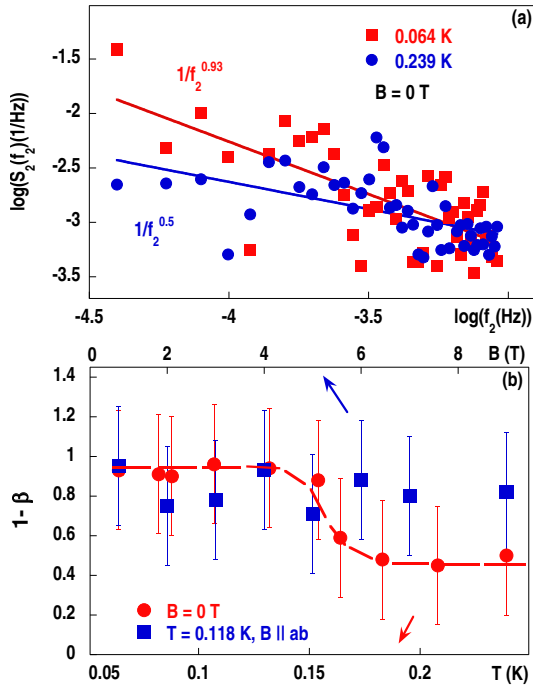 (a)
0.064 K
0.239 K
B = 0 T
1/f₂^0.93
1/f₂^0.5
log(S₂(f₂)(1/Hz))
-1.5
-2
-2.5
-3
-3.5
-4.5 -4 -3.5 log(f₂(Hz))
0 2 4 6 8 B (T)
(b)
1.4
1.2
1
0.8
0.6
0.4
0.2
0
1- β
B = 0 T
T = 0.118 K, B || ab
0.05 0.1 0.15 0.2 T (K)